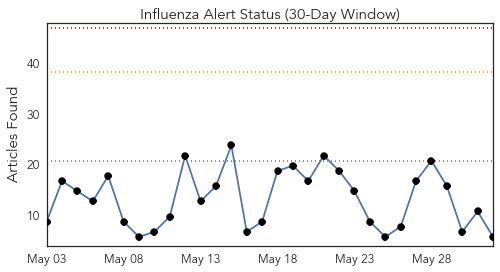 Influenza Alert Status (30-Day Window)
Articles Found
40
30
20
10
May 03 May 08 May 13 May 18 May 23 May 28